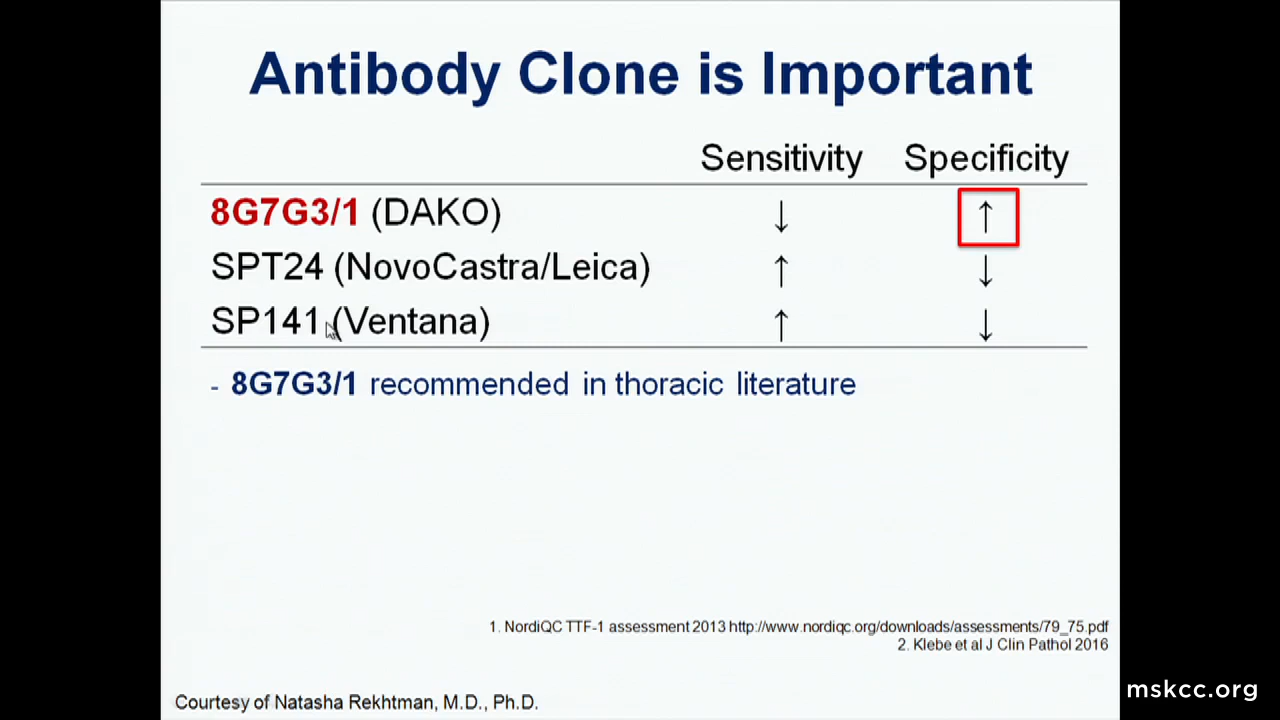 Antibody Clone is Important
Sensitivity Specificity
8G7G3/1 (DAKO) ↓ ↑
SPT24 (NovoCastra/Leica) ↑ ↓
SP141 (Ventana) ↑ ↓
- 8G7G3/1 recommended in thoracic literature
1. NordiQC TTF-1 assessment 2013 http://www.nordiqc.org/downloads/assessments/79_75.pdf
2. Klebe et al J Clin Pathol 2016
Courtesy of Natasha Rekhtman, M.D., Ph.D.
mskcc.org